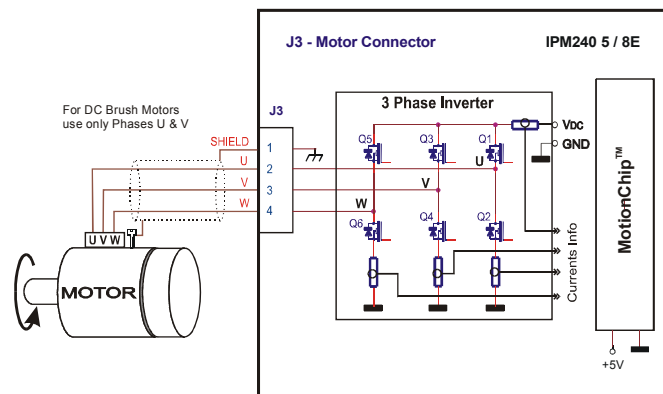 J3 - Motor Connector
IPM240 5 / 8E
For DC Brush Motors
use only Phases U & V
J3
3 Phase Inverter
SHIELD
1
U
2
V
3
W
4
Q5
Q3
Q1
VDC
GND
U
V
W
Q6
Q4
Q2
U V W
MOTOR
Currents Info
MotionChip™
+5V